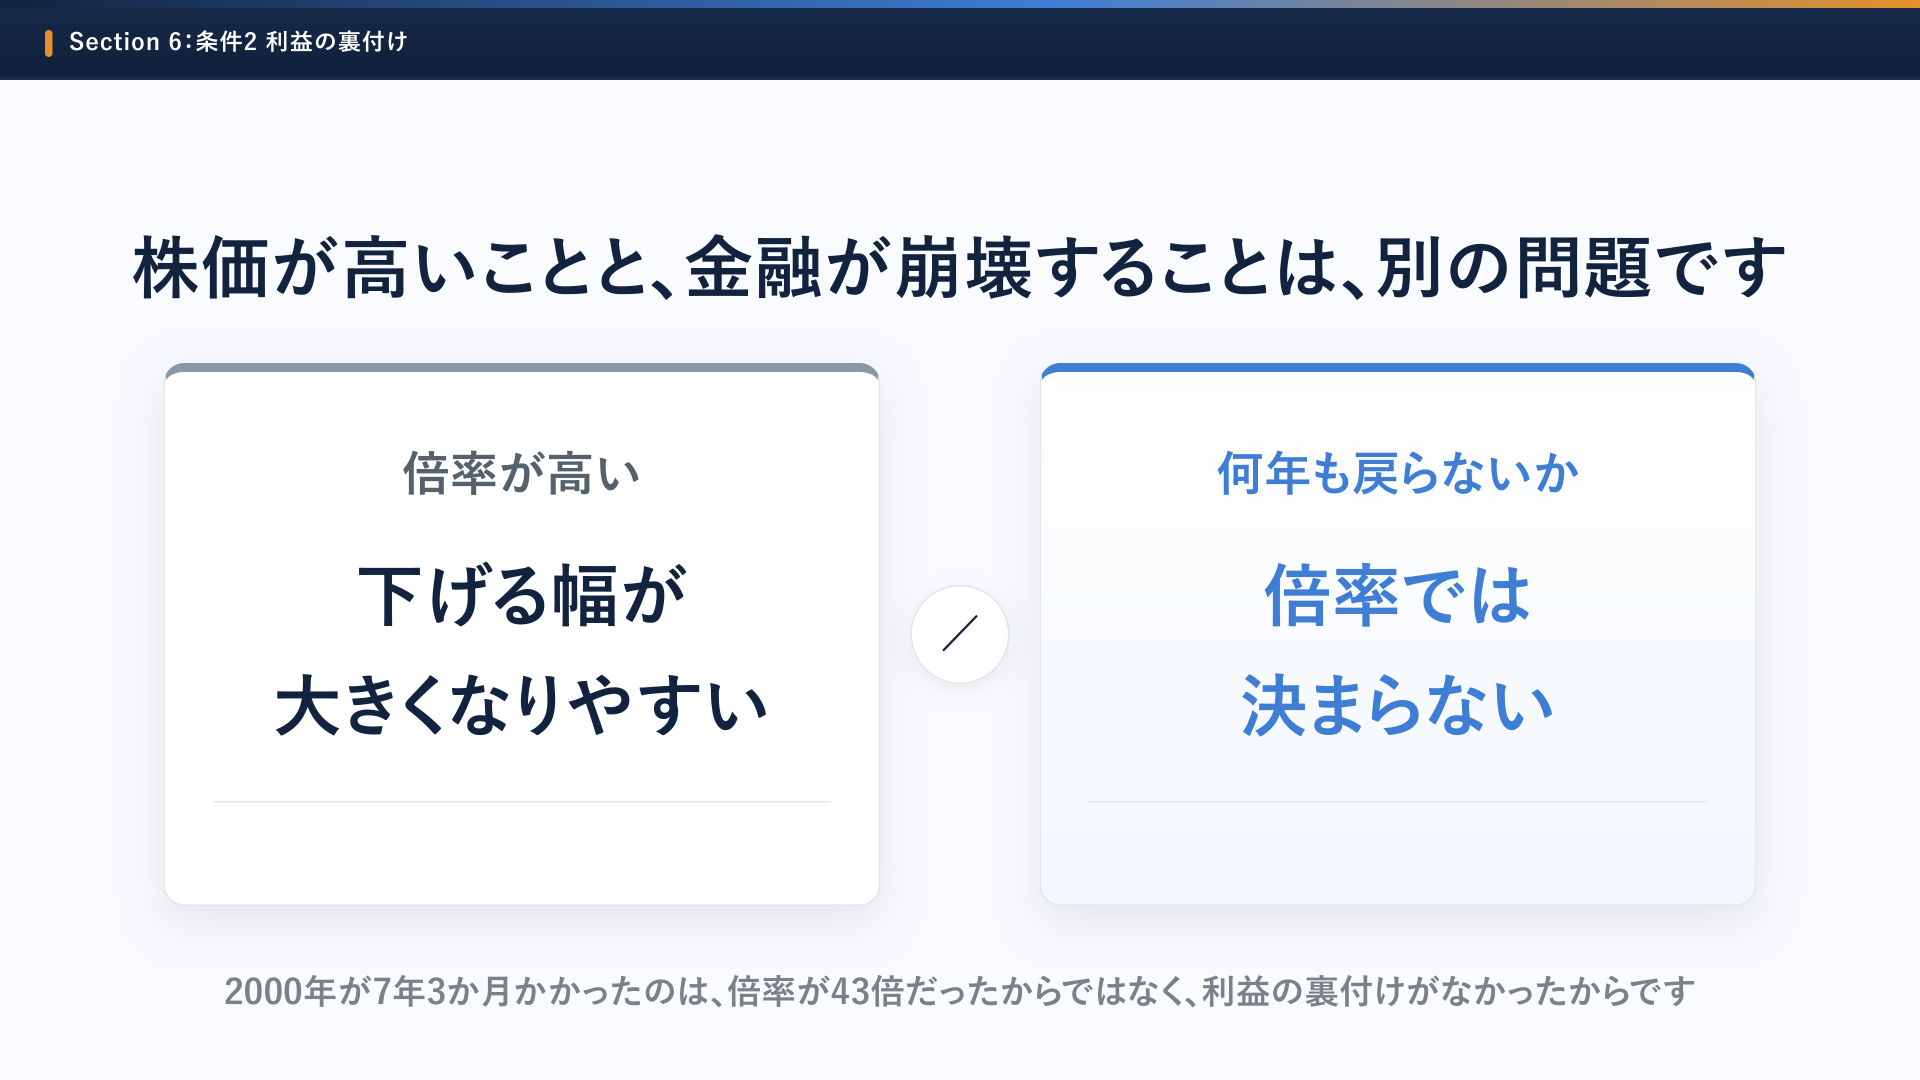 Section 6：条件2 利益の裏付け
株価が高いことと、金融が崩壊することは、別の問題です
倍率が高い
下げる幅が
大きくなりやすい
／
何年も戻らないか
倍率では
決まらない
2000年が7年3か月かかったのは、倍率が43倍だったからではなく、利益の裏付けがなかったからです